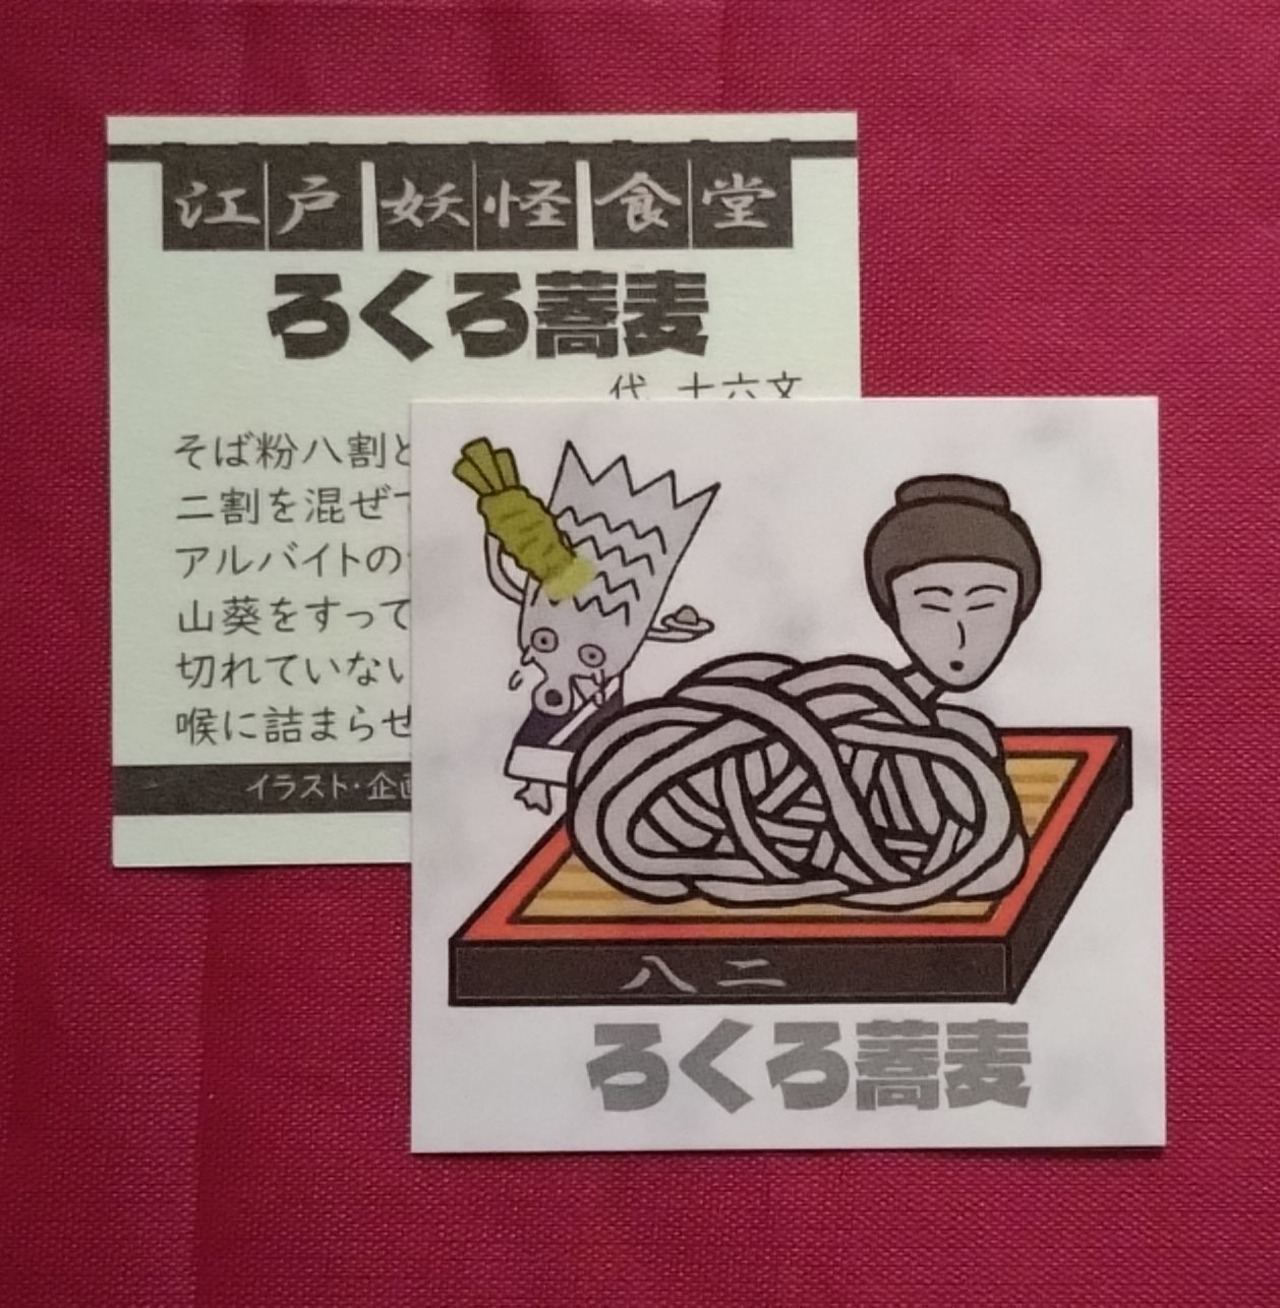 江戸妖怪食堂
ろくろ蕎麦
代 十六文
そば粉八割と
二割を混ぜて
アルバイトの
山葵をすって
切れていない
喉に詰まらせ
イラスト・企画
八二
ろくろ蕎麦